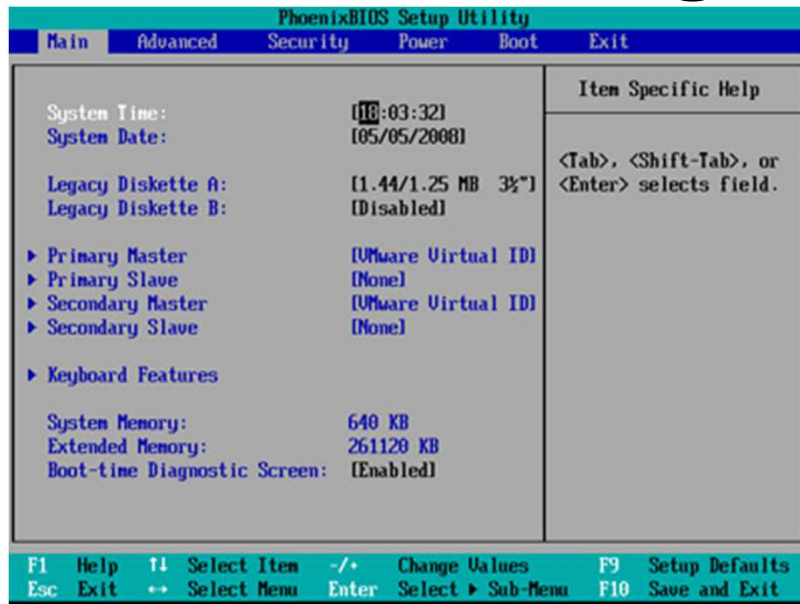 PhoenixBIOS Setup Utility
Main Advanced Security Power Boot Exit
System Time: [18:03:32]
System Date: [05/05/2008]
Legacy Diskette A: [1.44/1.25 MB 3½"]
Legacy Diskette B: [Disabled]
▶ Primary Master [VMware Virtual ID]
▶ Primary Slave [None]
▶ Secondary Master [VMware Virtual ID]
▶ Secondary Slave [None]
▶ Keyboard Features
System Memory: 640 KB
Extended Memory: 261120 KB
Boot-time Diagnostic Screen: [Enabled]
Item Specific Help
<Tab>, <Shift-Tab>, or
<Enter> selects field.
F1 Help ↑↓ Select Item -/+ Change Values F9 Setup Defaults
Esc Exit ↔ Select Menu Enter Select ▶ Sub-Menu F10 Save and Exit